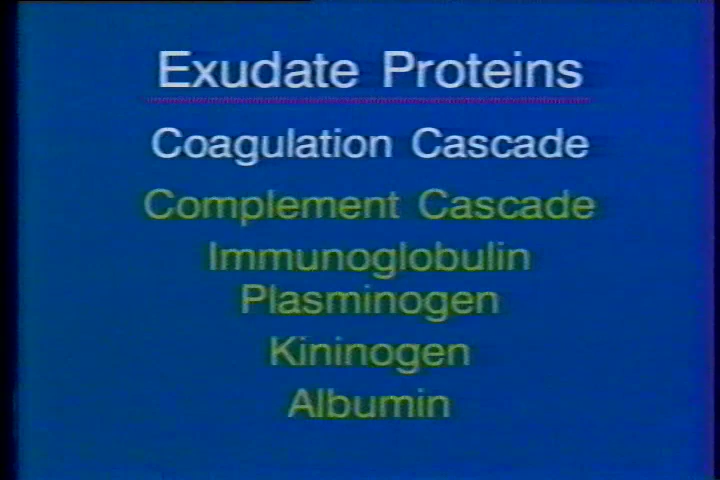 Exudate Proteins
Coagulation Cascade
Complement Cascade
Immunoglobulin
Plasminogen
Kininogen
Albumin